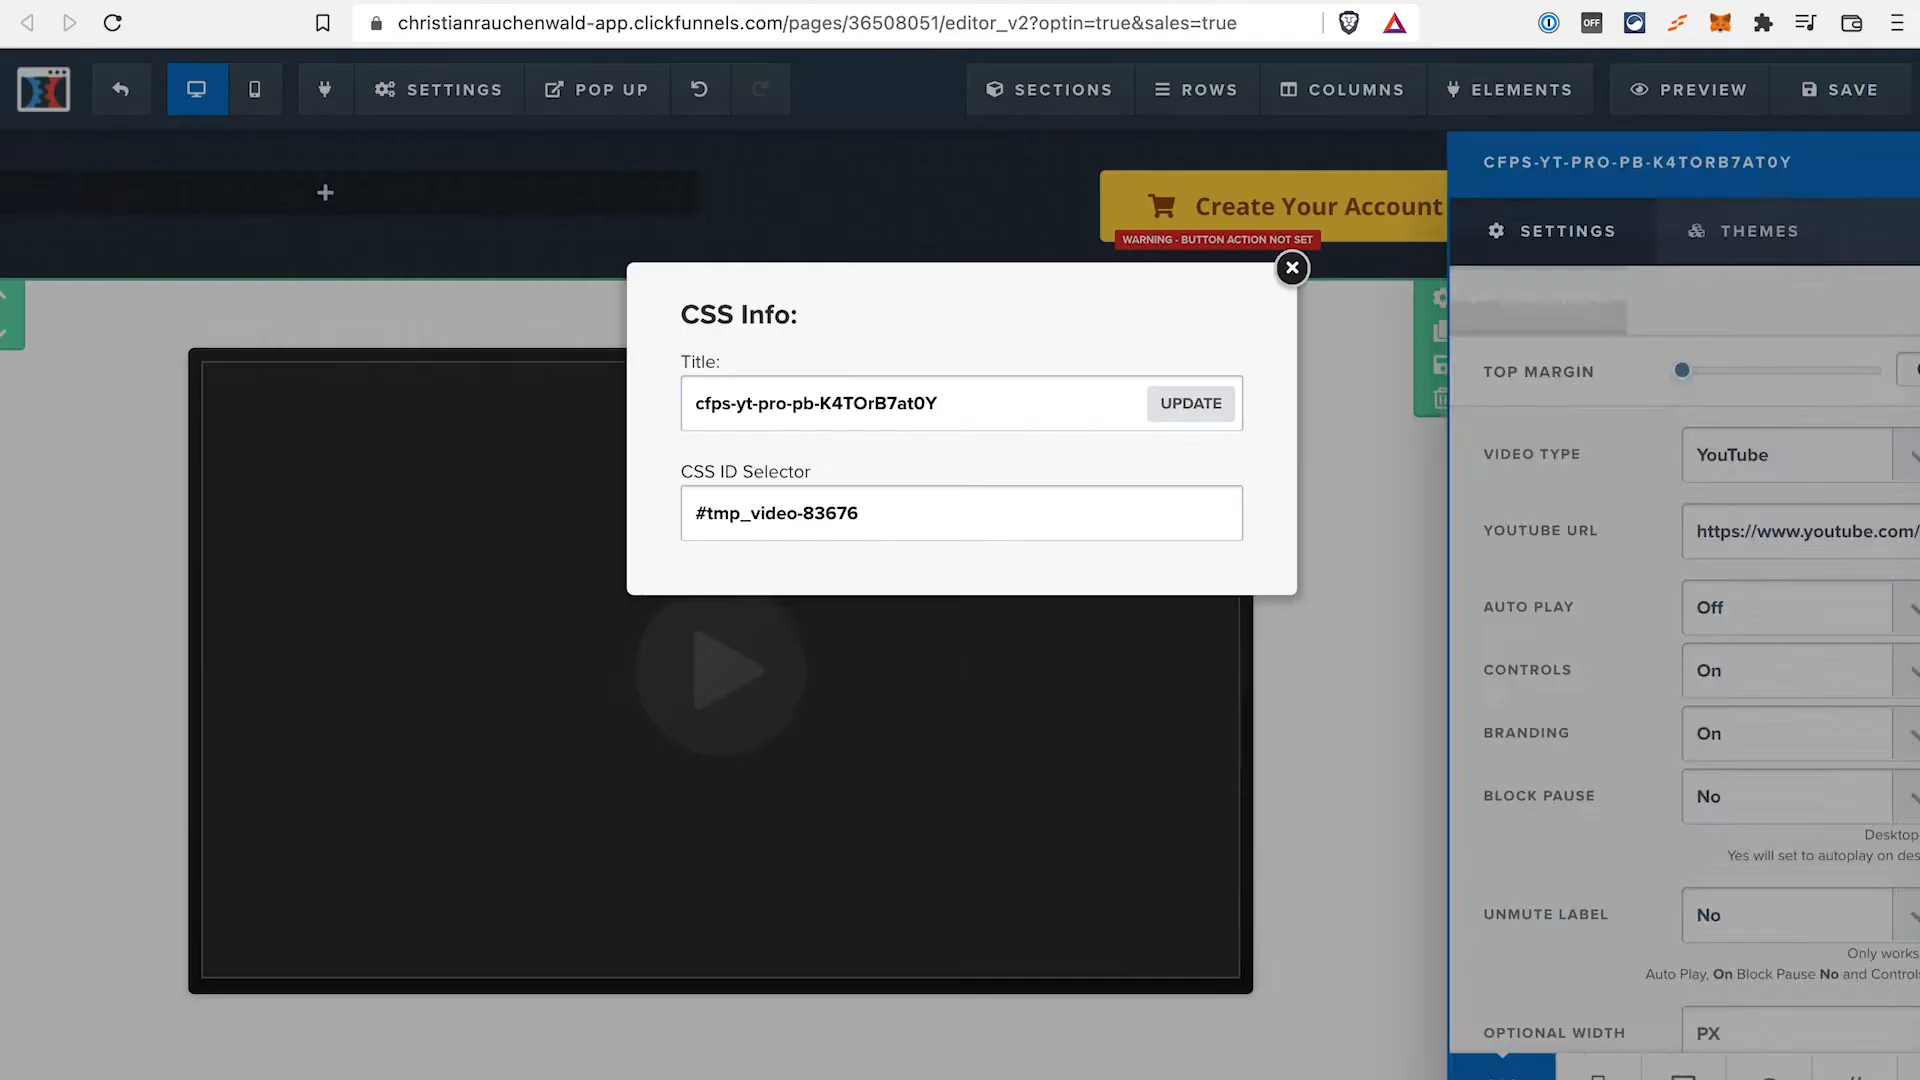 christianrauchenwald-app.clickfunnels.com/pages/36508051/editor_v2?optin=true&sales=true
OFF
SETTINGS
POP UP
SECTIONS
ROWS
COLUMNS
ELEMENTS
PREVIEW
SAVE
Create Your Account
WARNING - BUTTON ACTION NOT SET
CFPS-YT-PRO-PB-K4TORB7AT0Y
SETTINGS
THEMES
CSS Info:
Title:
cfps-yt-pro-pb-K4TOrB7at0Y
UPDATE
CSS ID Selector
#tmp_video-83676
TOP MARGIN
VIDEO TYPE
YouTube
YOUTUBE URL
https://www.youtube.com/
AUTO PLAY
Off
CONTROLS
On
BRANDING
On
BLOCK PAUSE
No
Desktop
Yes will set to autoplay on des
UNMUTE LABEL
No
Only works
Auto Play, On Block Pause No and Controls
OPTIONAL WIDTH
PX